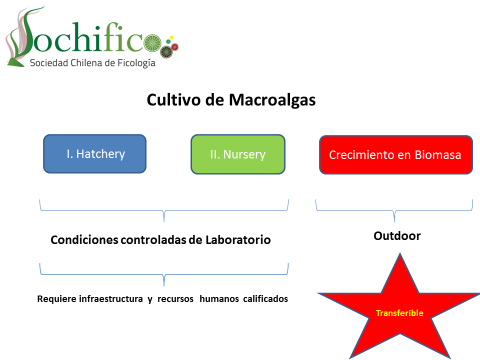 Sochifico
Sociedad Chilena de Ficología
Cultivo de Macroalgas
I. Hatchery
II. Nursery
Crecimiento en Biomasa
Condiciones controladas de Laboratorio
Outdoor
Requiere infraestructura y recursos humanos calificados
Transferible